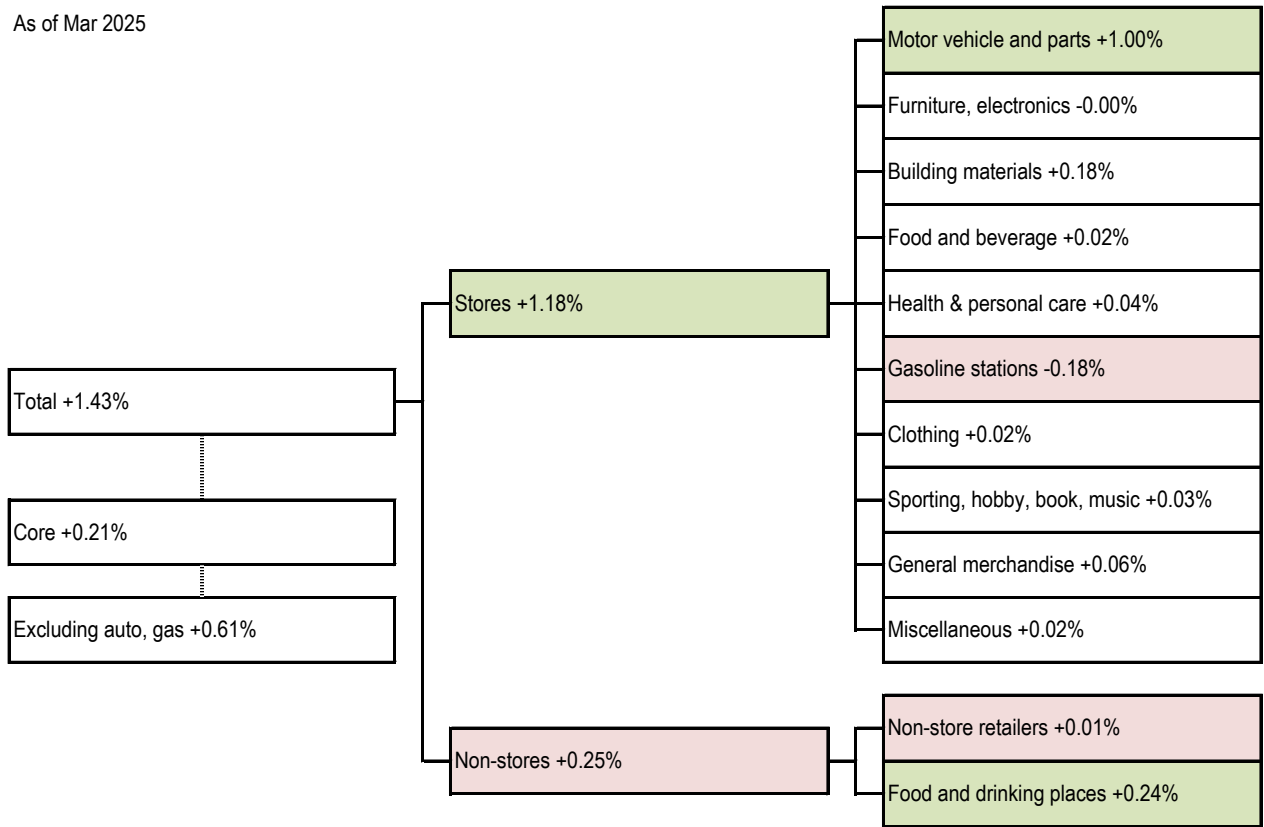 As of Mar 2025
Total +1.43%
Core +0.21%
Excluding auto, gas +0.61%
Stores +1.18%
Non-stores +0.25%
Motor vehicle and parts +1.00%
Furniture, electronics -0.00%
Building materials +0.18%
Food and beverage +0.02%
Health & personal care +0.04%
Gasoline stations -0.18%
Clothing +0.02%
Sporting, hobby, book, music +0.03%
General merchandise +0.06%
Miscellaneous +0.02%
Non-store retailers +0.01%
Food and drinking places +0.24%